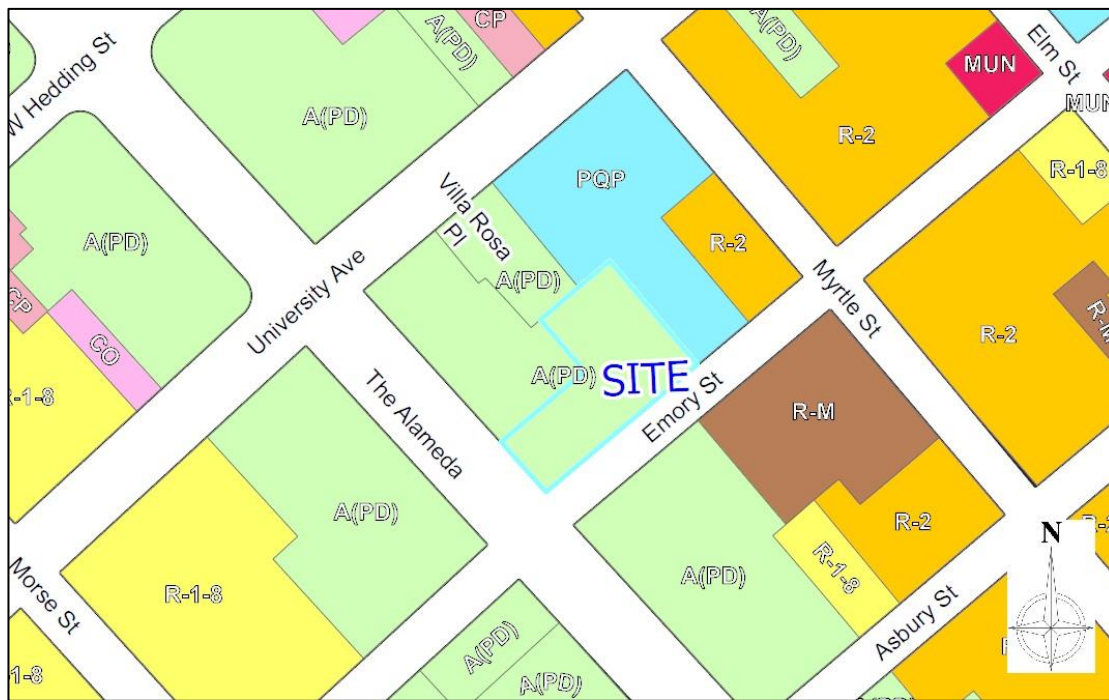 W Hedding St
CP
A(PD)
A(PD)
A(PD)
Elm St
MUN
MUN
R-2
R-1-8
PQP
Villa Rosa
Pl
A(PD)
R-2
A(PD)
University Ave
CP
CO
Myrtle St
R-2
R-M
R-1-8
The Alameda
A(PD)
SITE
Emory St
R-M
A(PD)
R-2
N
Morse St
R-1-8
A(PD)
R-1-8
Asbury St
A(PD)
A(PD)
A(PD)